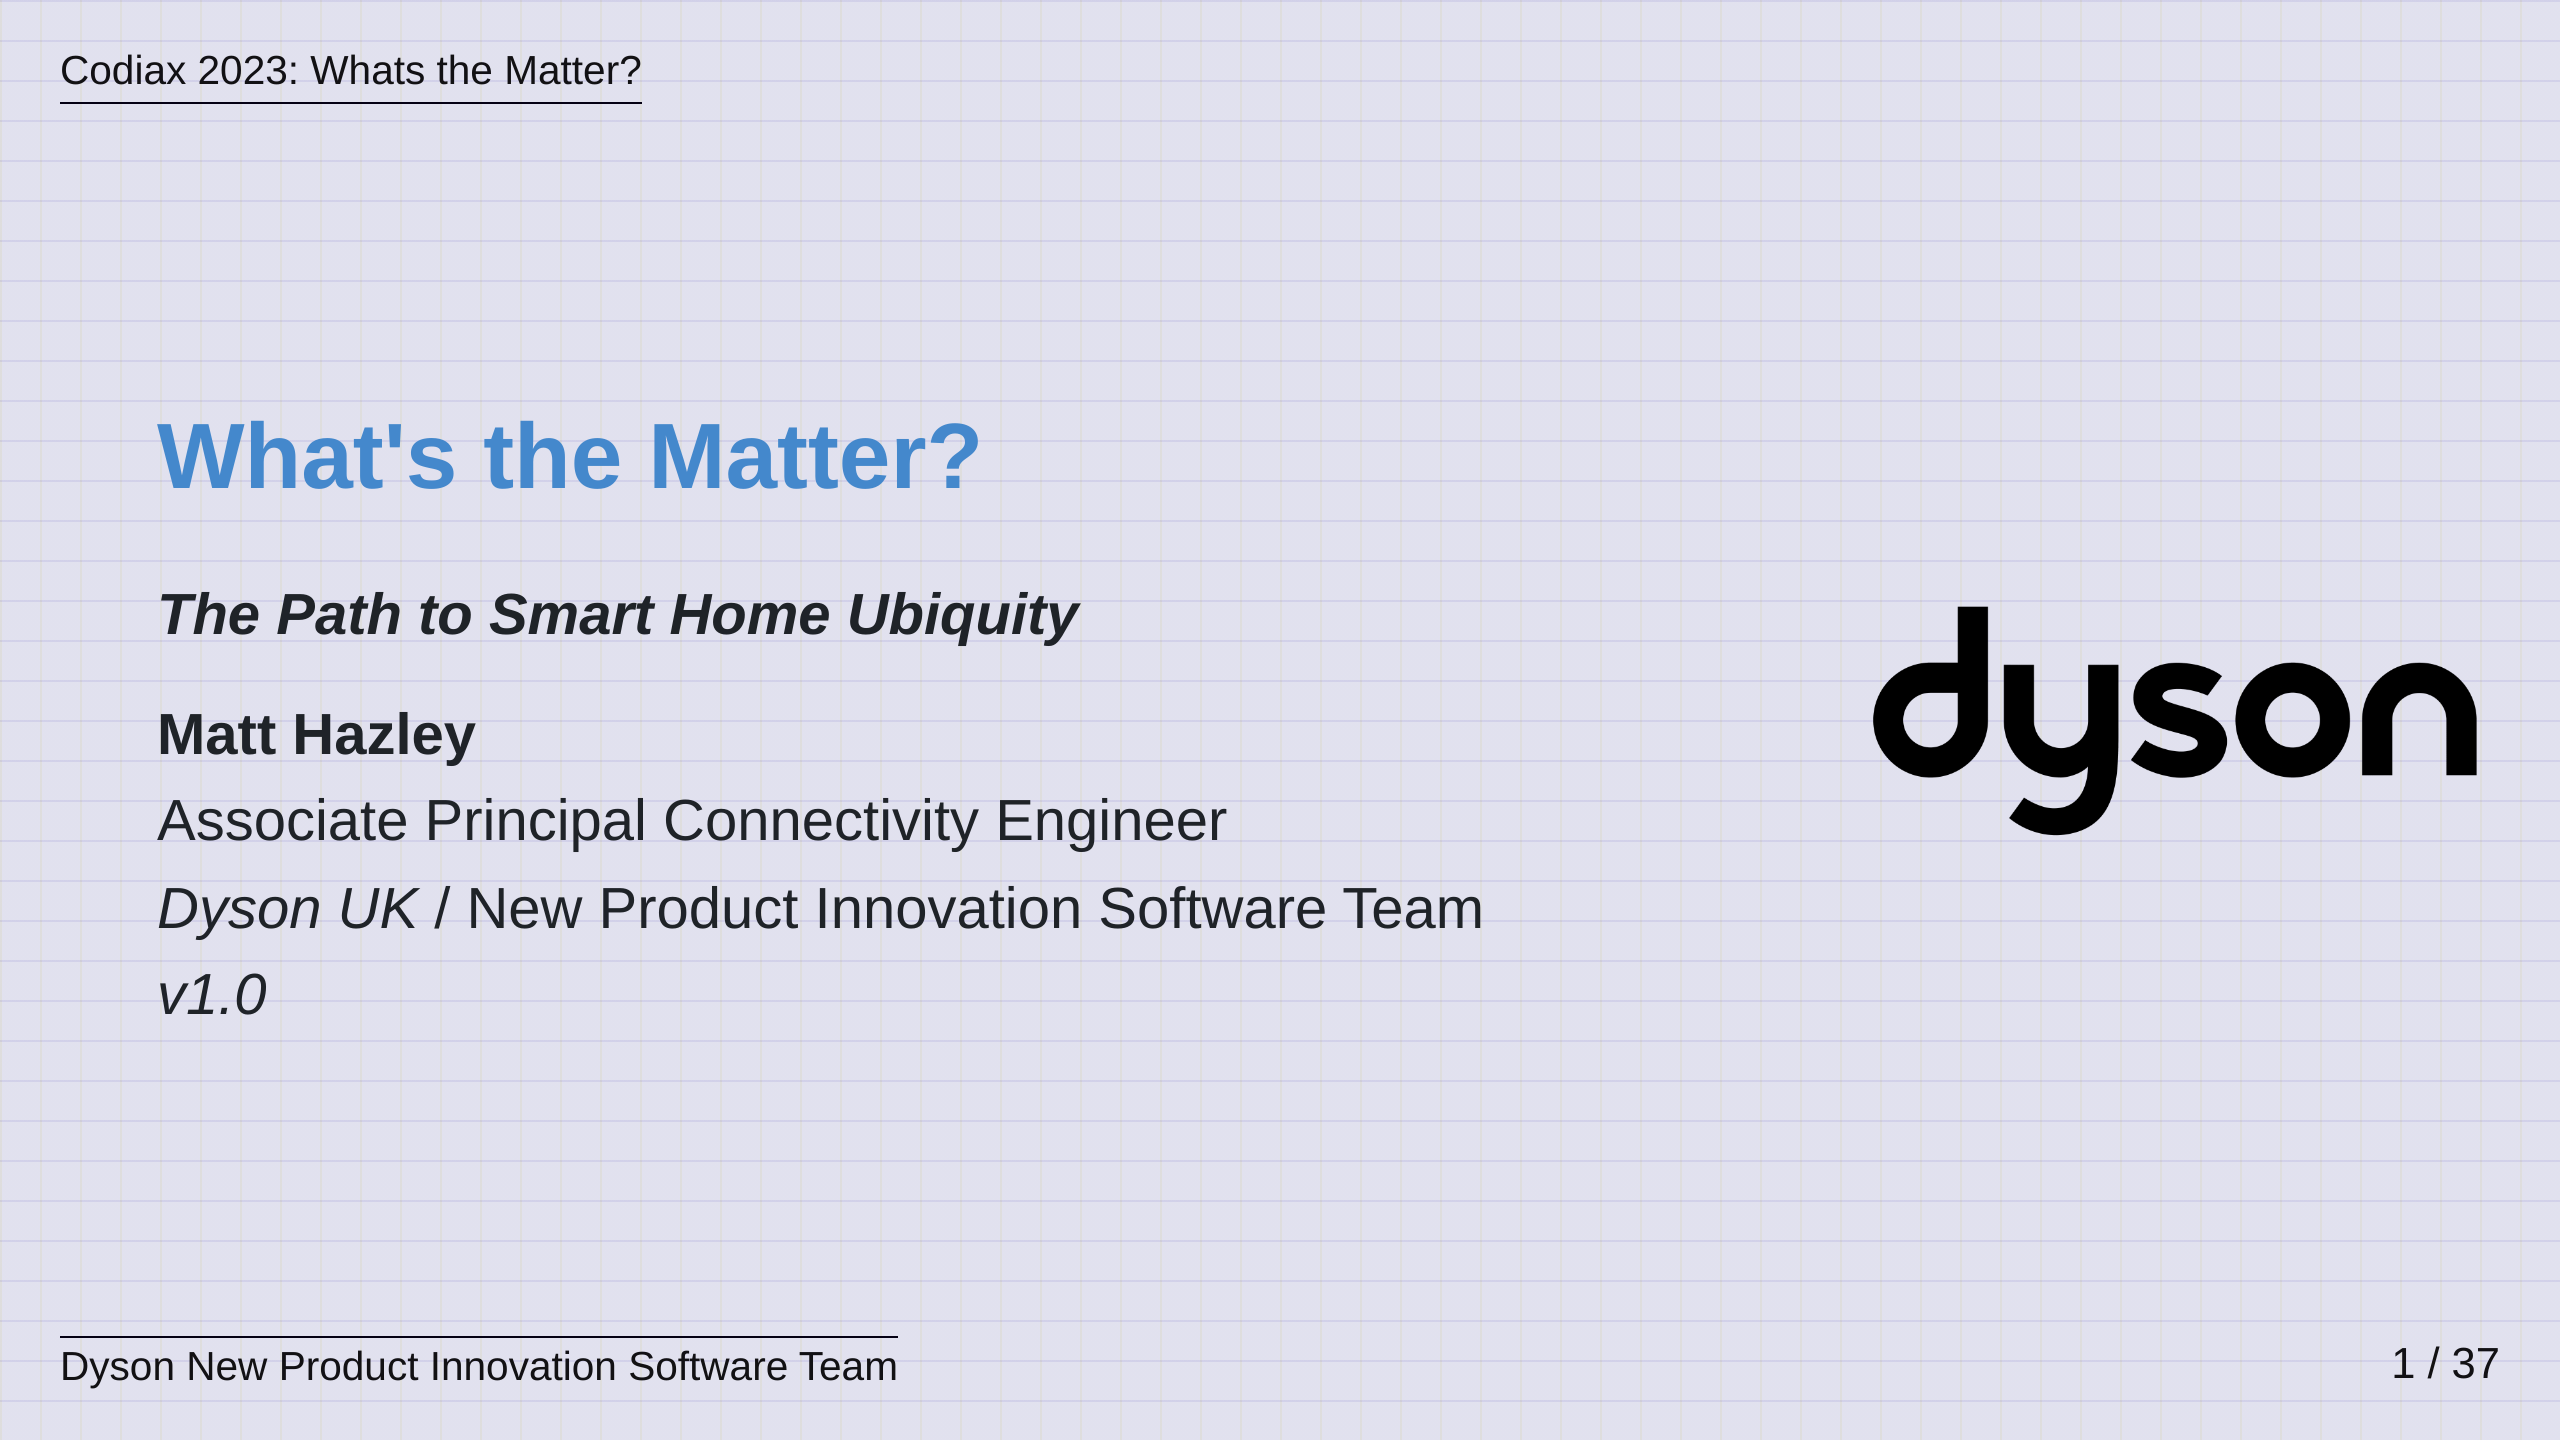 Codiax 2023: Whats the Matter?
What's the Matter?
The Path to Smart Home Ubiquity
Matt Hazley
Associate Principal Connectivity Engineer
Dyson UK / New Product Innovation Software Team
v1.0
dyson
Dyson New Product Innovation Software Team
1 / 37